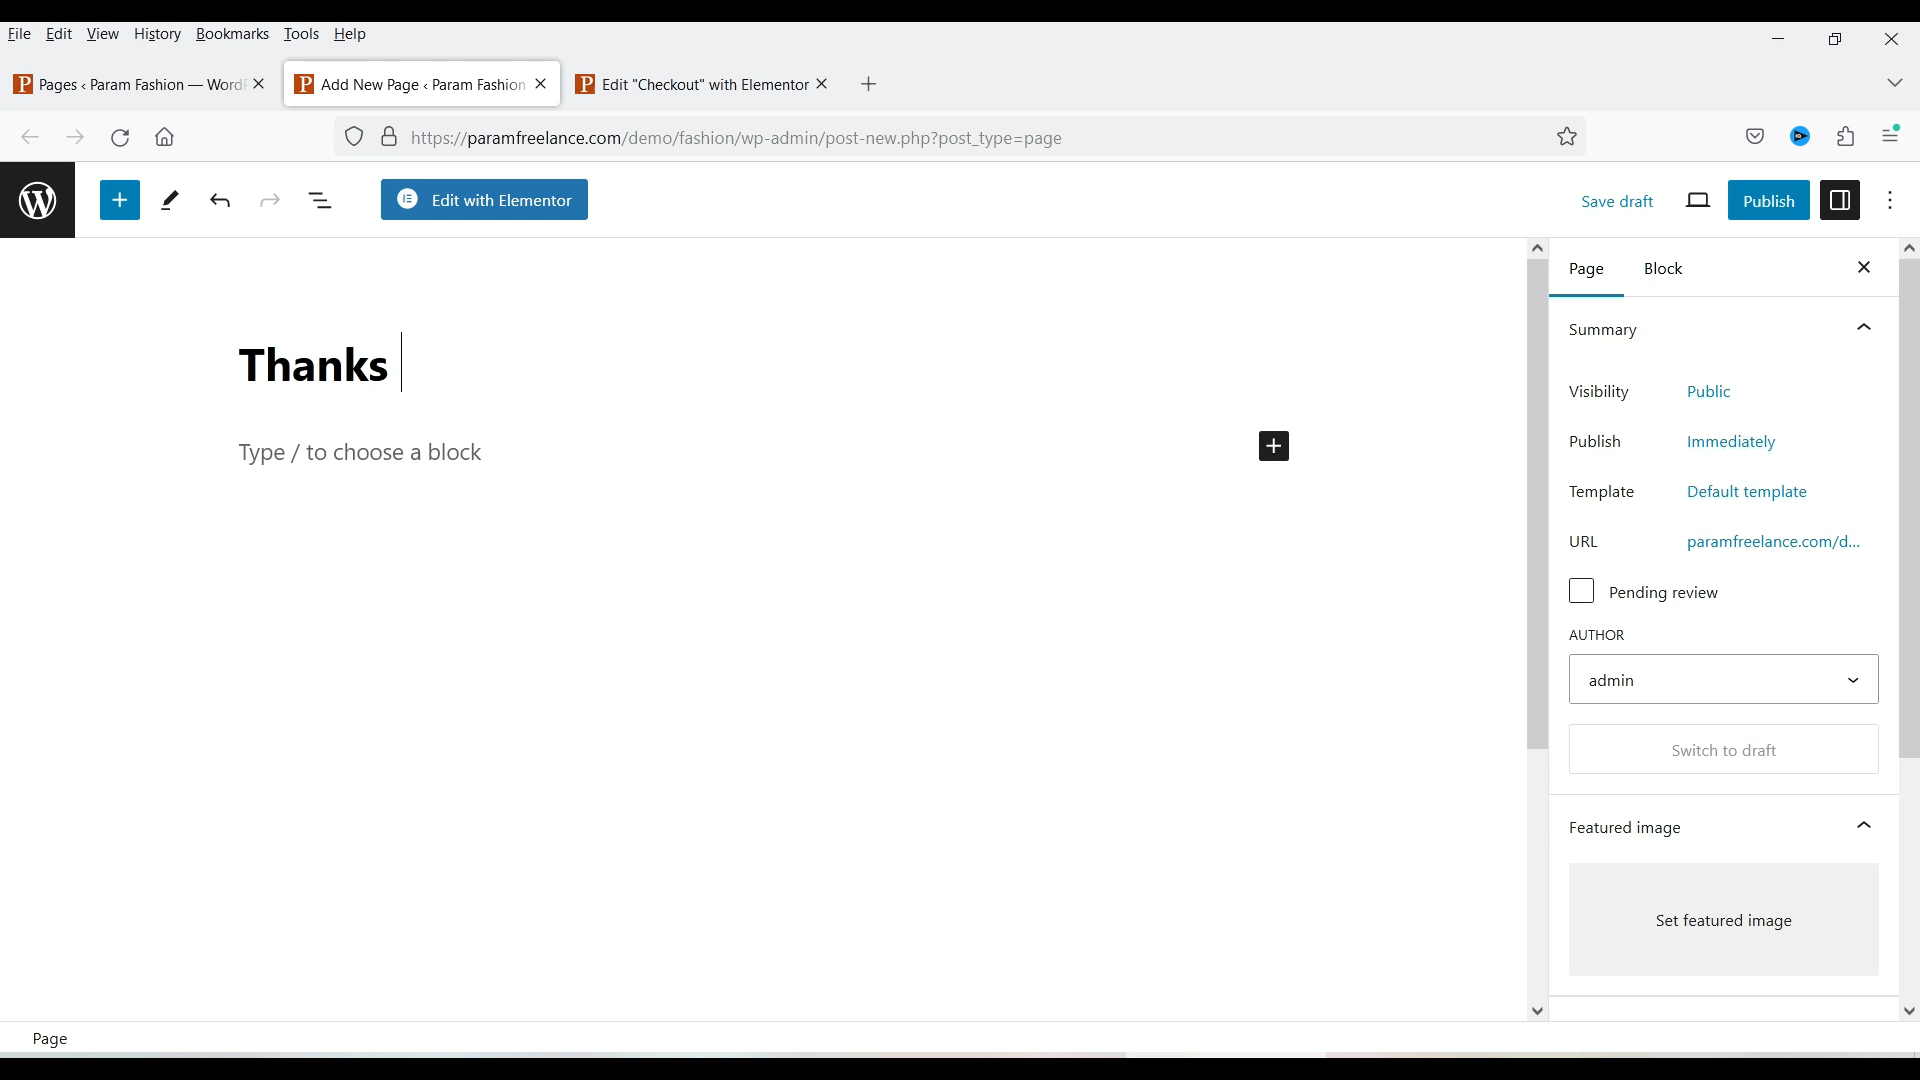 File Edit View History Bookmarks Tools Help
Pages ‹ Param Fashion — Word
Add New Page ‹ Param Fashion
Edit "Checkout" with Elementor
https://paramfreelance.com/demo/fashion/wp-admin/post-new.php?post_type=page
Edit with Elementor
Save draft
Publish
Page
Block
Summary
Thanks
Visibility
Public
Publish
Immediately
Type / to choose a block
Template
Default template
URL
paramfreelance.com/d...
Pending review
AUTHOR
admin
Switch to draft
Featured image
Set featured image
Page